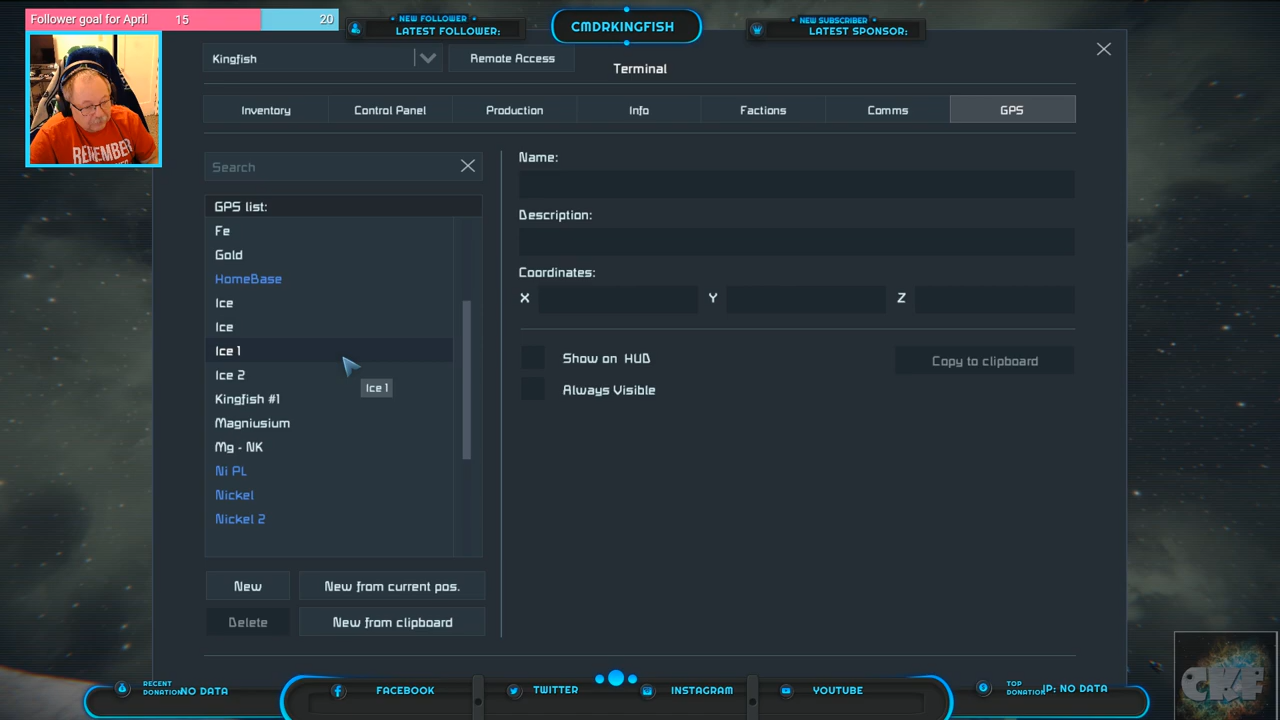 Follower goal for April 15 20
NEW FOLLOWER
LATEST FOLLOWER:
CMDRKINGFISH
NEW SUBSCRIBER
LATEST SPONSOR:
Kingfish
Remote Access
Terminal
Inventory
Control Panel
Production
Info
Factions
Comms
GPS
REMEMBER
Search
GPS list:
Fe
Gold
HomeBase
Ice
Ice
Ice 1
Ice 1
Ice 2
Kingfish #1
Magniusium
Mg - NK
Ni PL
Nickel
Nickel 2
New
New from current pos.
Delete
New from clipboard
Name:
Description:
Coordinates:
X
Y
Z
Show on HUD
Copy to clipboard
Always Visible
RECENT
DONATION
NO DATA
FACEBOOK
TWITTER
INSTAGRAM
YOUTUBE
TOP
DONATION
NO DATA
CKF